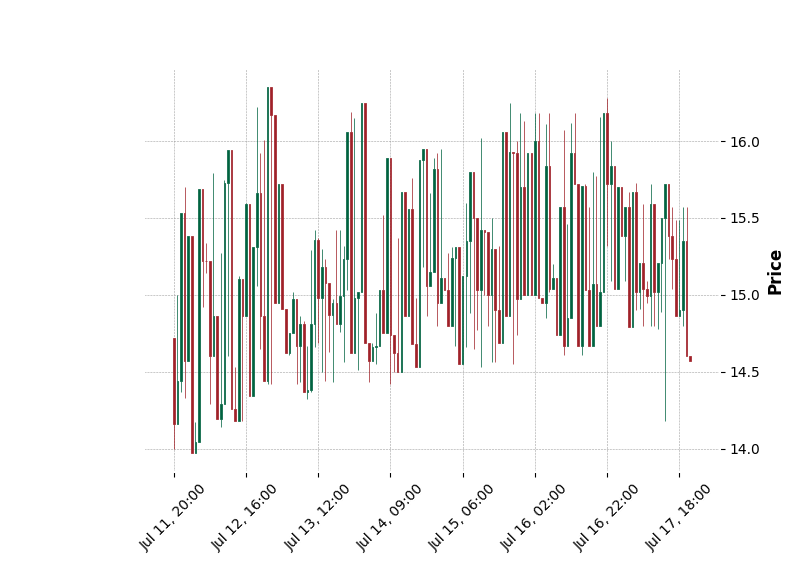 16.0
15.5
15.0
14.5
14.0
Price
Jul 11, 20:00
Jul 12, 16:00
Jul 13, 12:00
Jul 14, 09:00
Jul 15, 06:00
Jul 16, 02:00
Jul 16, 22:00
Jul 17, 18:00